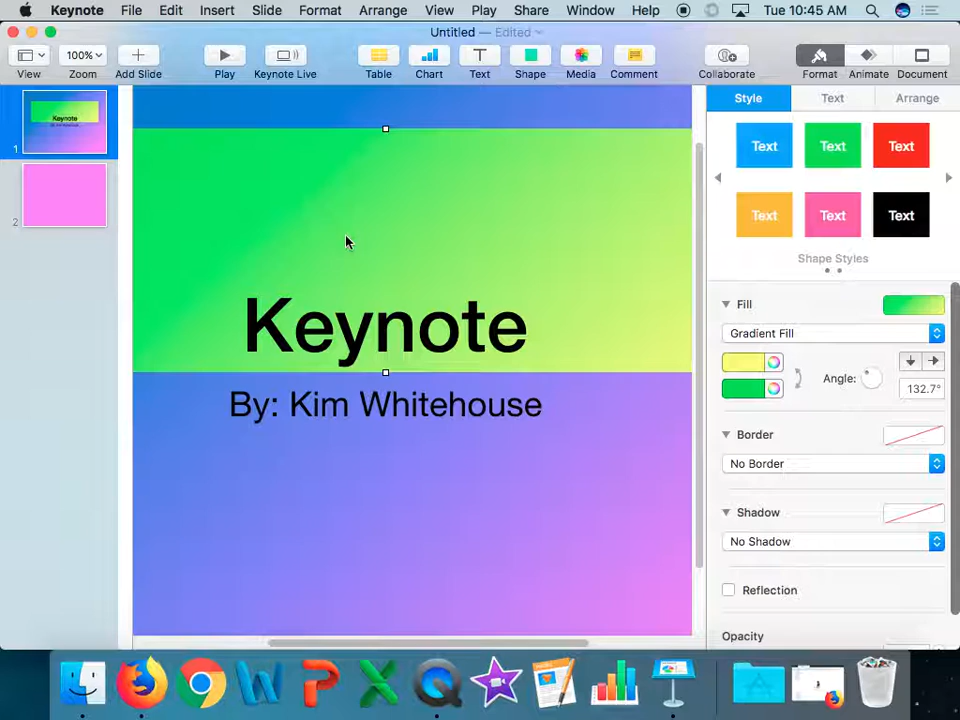 Keynote File Edit Insert Slide Format Arrange View Play Share Window Help Tue 10:45 AM
Untitled — Edited
100%
View Zoom Add Slide Play Keynote Live Table Chart Text Shape Media Comment Collaborate Format Animate Document
Style Text Arrange
Text Text Text
Text Text Text
Shape Styles
1
2
Keynote
By: Kim Whitehouse
Fill
Gradient Fill
Angle:
132.7°
Border
No Border
Shadow
No Shadow
Reflection
Opacity